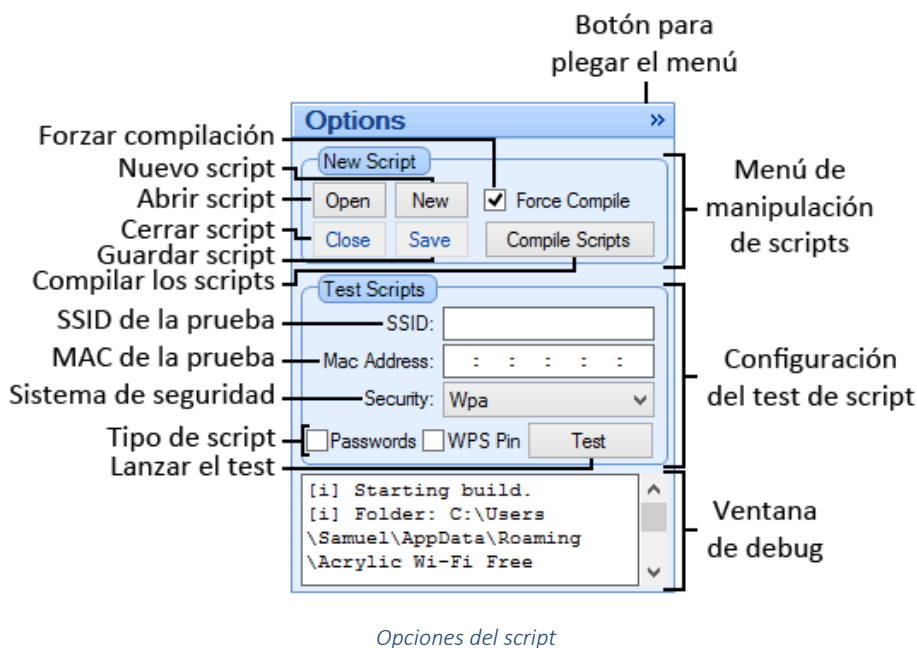 Botón para
plegar el menú
Options »
Forzar compilación
Nuevo script
Abrir script
Cerrar script
Guardar script
Compilar los scripts
New Script
Open New Force Compile
Close Save Compile Scripts
Menú de
manipulación
de scripts
SSID de la prueba
MAC de la prueba
Sistema de seguridad
Tipo de script
Lanzar el test
Test Scripts
SSID:
Mac Address: : : : : :
Security: Wpa
Passwords WPS Pin Test
Configuración
del test de script
[i] Starting build.
[i] Folder: C:\Users
\Samuel\AppData\Roaming
\Acrylic Wi-Fi Free
Ventana
de debug
Opciones del script